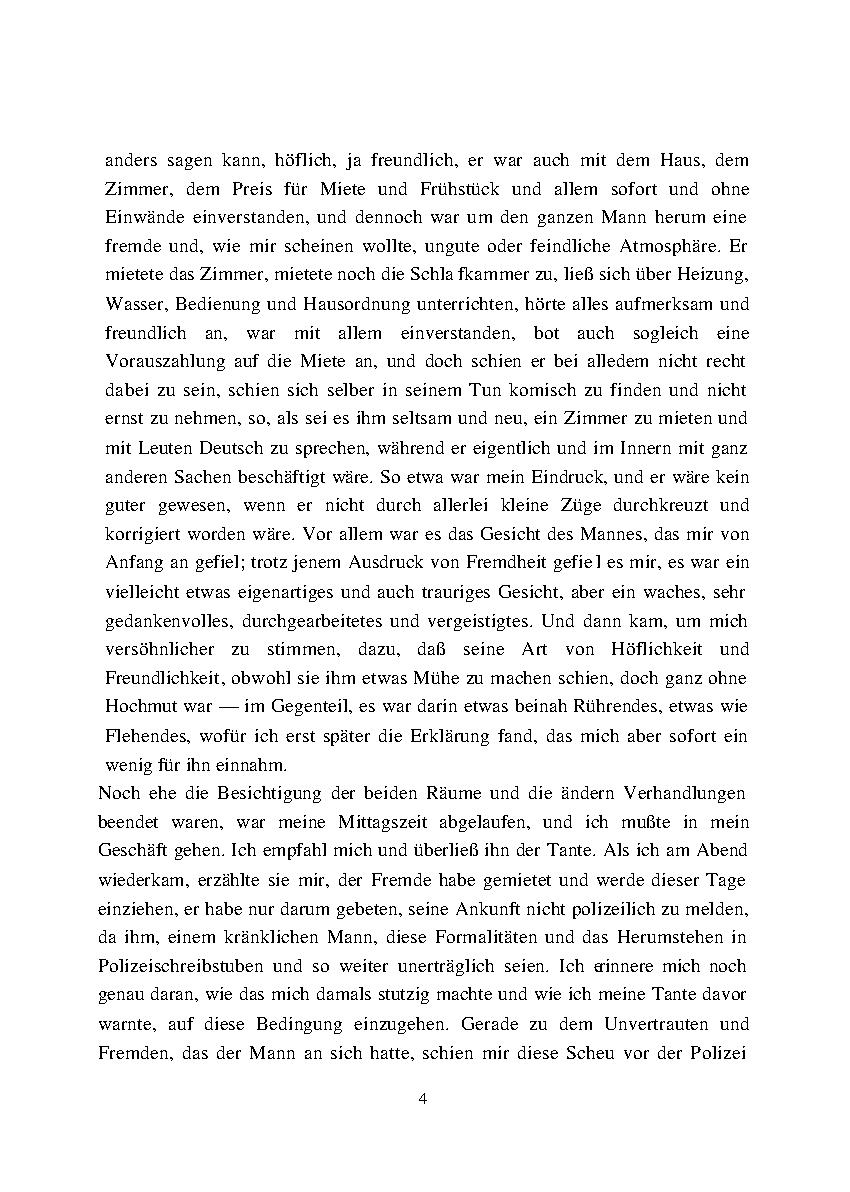 anders sagen kann, höflich, ja freundlich, er war auch mit dem Haus, dem
Zimmer, dem Preis für Miete und Frühstück und allem sofort und ohne
Einwände einverstanden, und dennoch war um den ganzen Mann herum eine
fremde und, wie mir scheinen wollte, ungute oder feindliche Atmosphäre. Er
mietete das Zimmer, mietete noch die Schlafkammer zu, ließ sich über Heizung,
Wasser, Bedienung und Hausordnung unterrichten, hörte alles aufmerksam und
freundlich an, war mit allem einverstanden, bot auch sogleich eine
Vorauszahlung auf die Miete an, und doch schien er bei alledem nicht recht
dabei zu sein, schien sich selber in seinem Tun komisch zu finden und nicht
ernst zu nehmen, so, als sei es ihm seltsam und neu, ein Zimmer zu mieten und
mit Leuten Deutsch zu sprechen, während er eigentlich und im Innern mit ganz
anderen Sachen beschäftigt wäre. So etwa war mein Eindruck, und er wäre kein
guter gewesen, wenn er nicht durch allerlei kleine Züge durchkreuzt und
korrigiert worden wäre. Vor allem war es das Gesicht des Mannes, das mir von
Anfang an gefiel; trotz jenem Ausdruck von Fremdheit gefiel es mir, es war ein
vielleicht etwas eigenartiges und auch trauriges Gesicht, aber ein waches, sehr
gedankenvolles, durchgearbeitetes und vergeistigtes. Und dann kam, um mich
versöhnlicher zu stimmen, dazu, daß seine Art von Höflichkeit und
Freundlichkeit, obwohl sie ihm etwas Mühe zu machen schien, doch ganz ohne
Hochmut war — im Gegenteil, es war darin etwas beinah Rührendes, etwas wie
Flehendes, wofür ich erst später die Erklärung fand, das mich aber sofort ein
wenig für ihn einnahm.
Noch ehe die Besichtigung der beiden Räume und die ändern Verhandlungen
beendet waren, war meine Mittagszeit abgelaufen, und ich mußte in mein
Geschäft gehen. Ich empfahl mich und überließ ihn der Tante. Als ich am Abend
wiederkam, erzählte sie mir, der Fremde habe gemietet und werde dieser Tage
einziehen, er habe nur darum gebeten, seine Ankunft nicht polizeilich zu melden,
da ihm, einem kränklichen Mann, diese Formalitäten und das Herumstehen in
Polizeischreibstuben und so weiter unerträglich seien. Ich erinnere mich noch
genau daran, wie das mich damals stutzig machte und wie ich meine Tante davor
warnte, auf diese Bedingung einzugehen. Gerade zu dem Unvertrauten und
Fremden, das der Mann an sich hatte, schien mir diese Scheu vor der Polizei
4